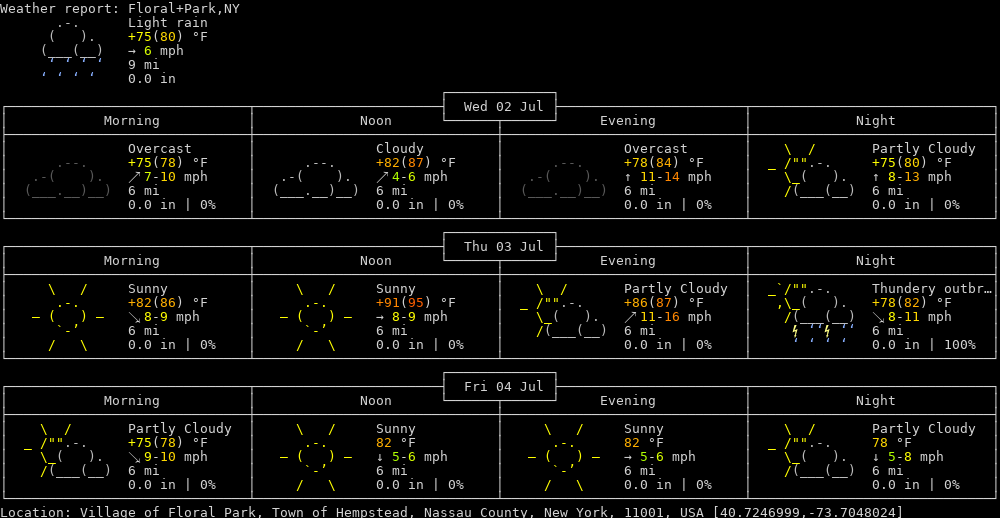 Weather report: Floral+Park,NY
Light rain
+75(80) °F
→ 6 mph
9 mi
0.0 in
Wed 02 Jul
Morning Noon Evening Night
Overcast Cloudy Overcast Partly Cloudy
+75(78) °F +82(87) °F +78(84) °F +75(80) °F
↗ 7-10 mph ↗ 4-6 mph ↑ 11-14 mph ↑ 8-13 mph
6 mi 6 mi 6 mi 6 mi
0.0 in | 0% 0.0 in | 0% 0.0 in | 0% 0.0 in | 0%
Thu 03 Jul
Morning Noon Evening Night
Sunny Sunny Partly Cloudy Thundery outbr…
+82(86) °F +91(95) °F +86(87) °F +78(82) °F
↘ 8-9 mph → 8-9 mph ↗ 11-16 mph ↘ 8-11 mph
6 mi 6 mi 6 mi 6 mi
0.0 in | 0% 0.0 in | 0% 0.0 in | 0% 0.0 in | 100%
Fri 04 Jul
Morning Noon Evening Night
Partly Cloudy Sunny Sunny Partly Cloudy
+75(78) °F 82 °F 82 °F 78 °F
↘ 9-10 mph ↓ 5-6 mph → 5-6 mph ↓ 5-8 mph
6 mi 6 mi 6 mi 6 mi
0.0 in | 0% 0.0 in | 0% 0.0 in | 0% 0.0 in | 0%
Location: Village of Floral Park, Town of Hempstead, Nassau County, New York, 11001, USA [40.7246999,-73.7048024]